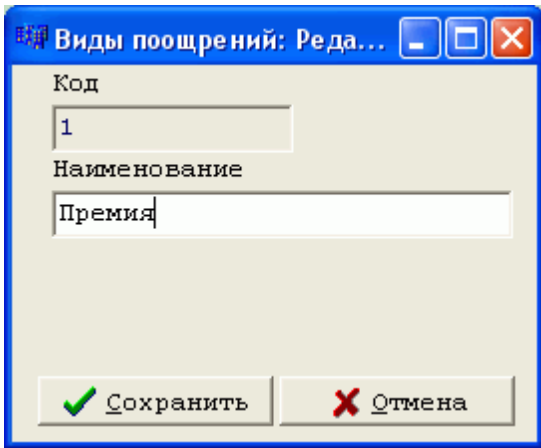 Виды поощрений: Реда...
Код
1
Наименование
Премия
Сохранить
Отмена